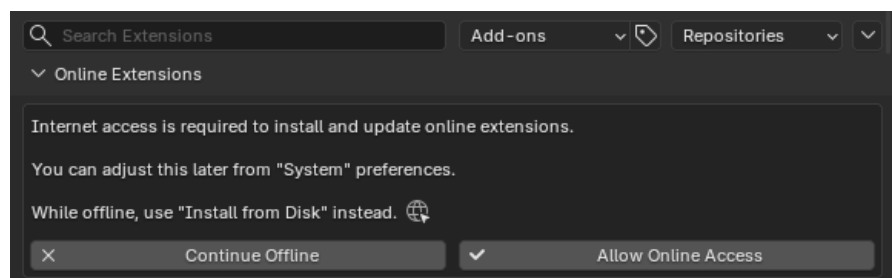 Search Extensions Add-ons Repositories
Online Extensions
Internet access is required to install and update online extensions.
You can adjust this later from "System" preferences.
While offline, use "Install from Disk" instead.
Continue Offline Allow Online Access